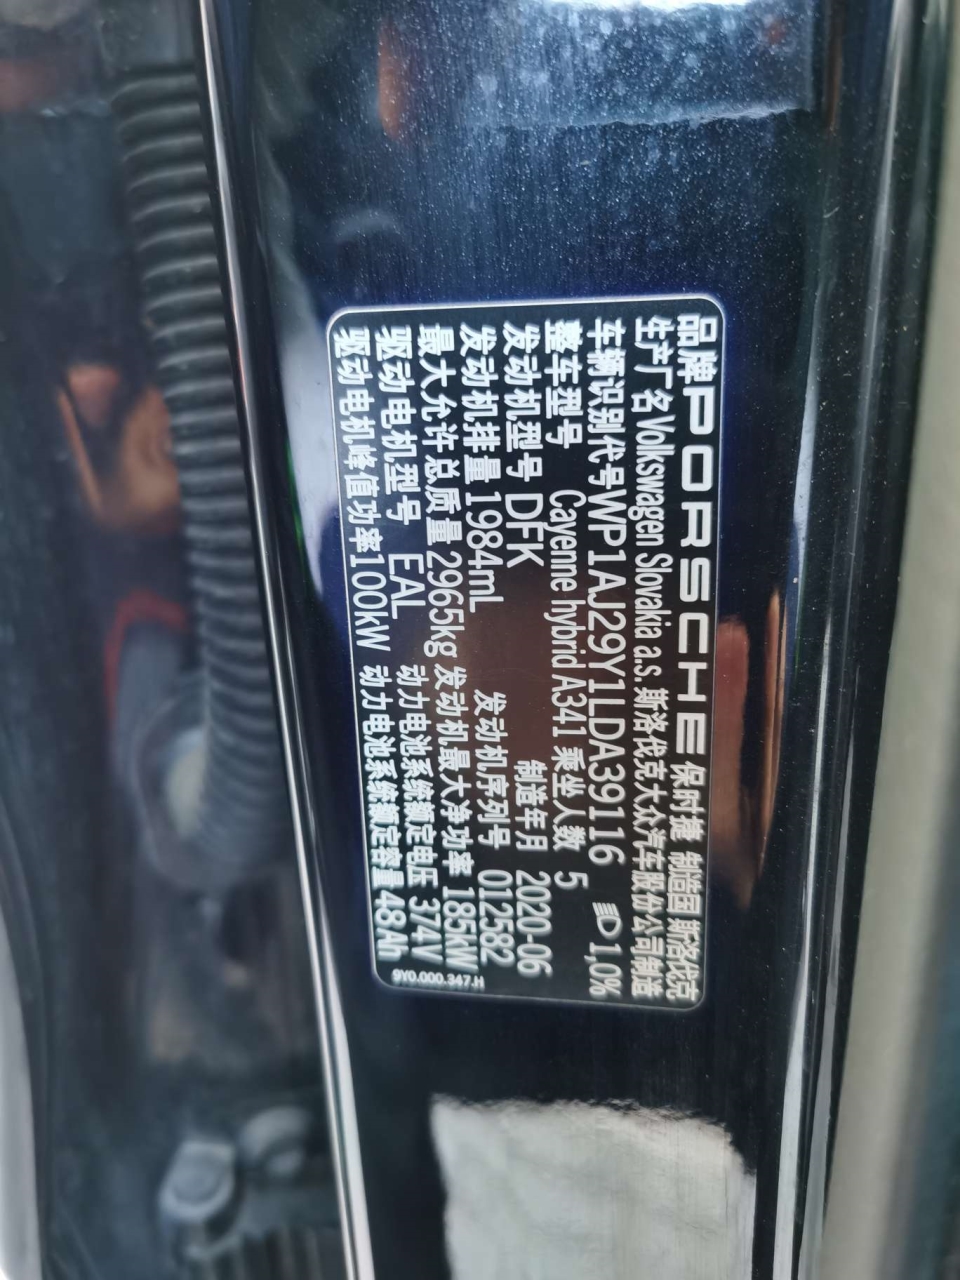 品牌PORSCHE 保时捷 制造国 斯洛伐克
生产厂名Volkswagen Slovakia a.s. 斯洛伐克大众汽车股份公司制造
车辆识别代号WP1AJ29Y1LDA39116 1,0%
整车型号 Cayenne hybrid A341 乘坐人数 5
发动机型号 DFK 制造年月 2020-06
发动机排量 1984mL 发动机序列号 012582
最大允许总质量 2965kg 发动机最大净功率 185kW
驱动电机型号 EAL 动力电池系统额定电压 374V
驱动电机峰值功率100kW 动力电池系统额定容量48Ah
9Y0.000.347.H